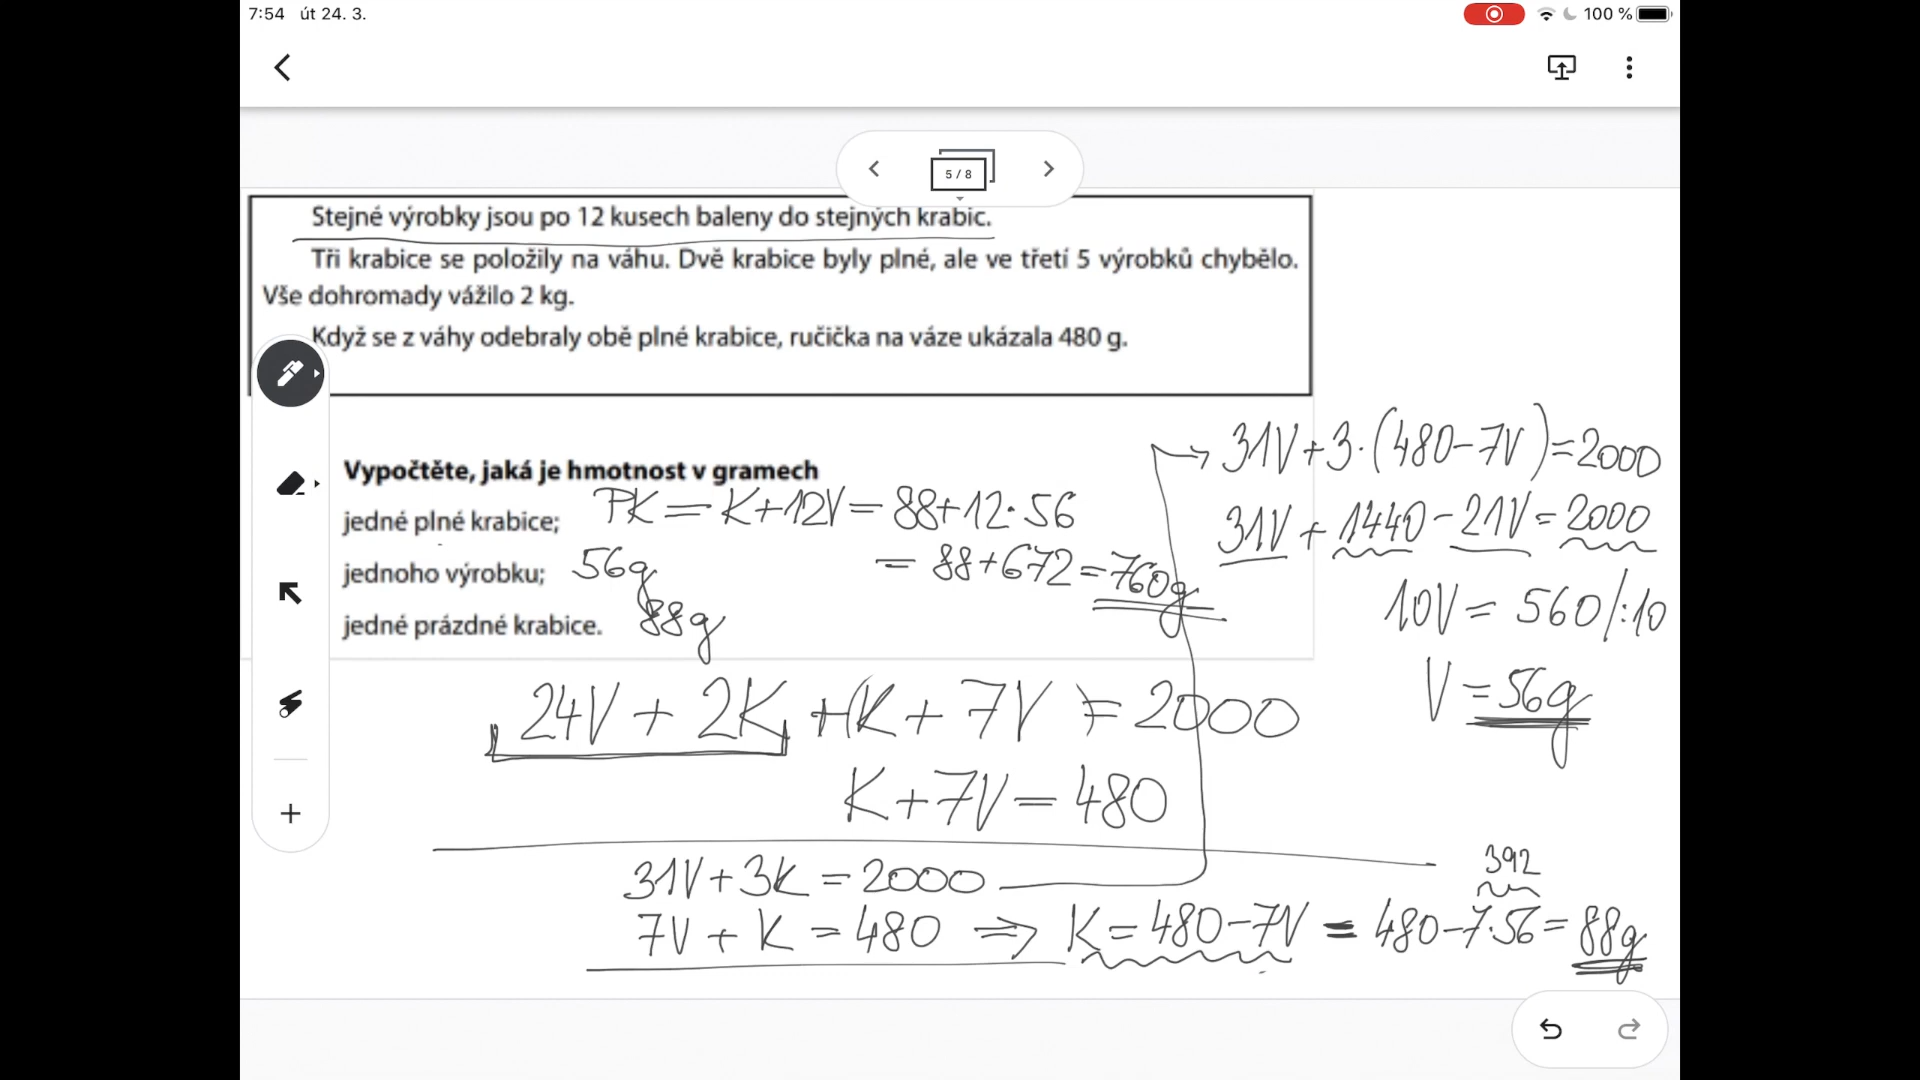 7:54 út 24. 3.
100 %
5 / 8
Stejné výrobky jsou po 12 kusech baleny do stejných krabic.
Tři krabice se položily na váhu. Dvě krabice byly plné, ale ve třetí 5 výrobků chybělo.
Vše dohromady vážilo 2 kg.
Když se z váhy odebraly obě plné krabice, ručička na váze ukázala 480 g.
Vypočtěte, jaká je hmotnost v gramech
jedné plné krabice; PK = K+12V = 88+12·56
= 88+672 = 760g
jednoho výrobku; 56g
jedné prázdné krabice. 88g
31V+3·(480-7V)=2000
31V + 1440 - 21V = 2000
10V = 560 /:10
V = 56g
24V + 2K + (K + 7V) = 2000
K + 7V = 480
31V + 3K = 2000
7V + K = 480 ⇒ K = 480 - 7V = 480 - 7·56 = 88g
392